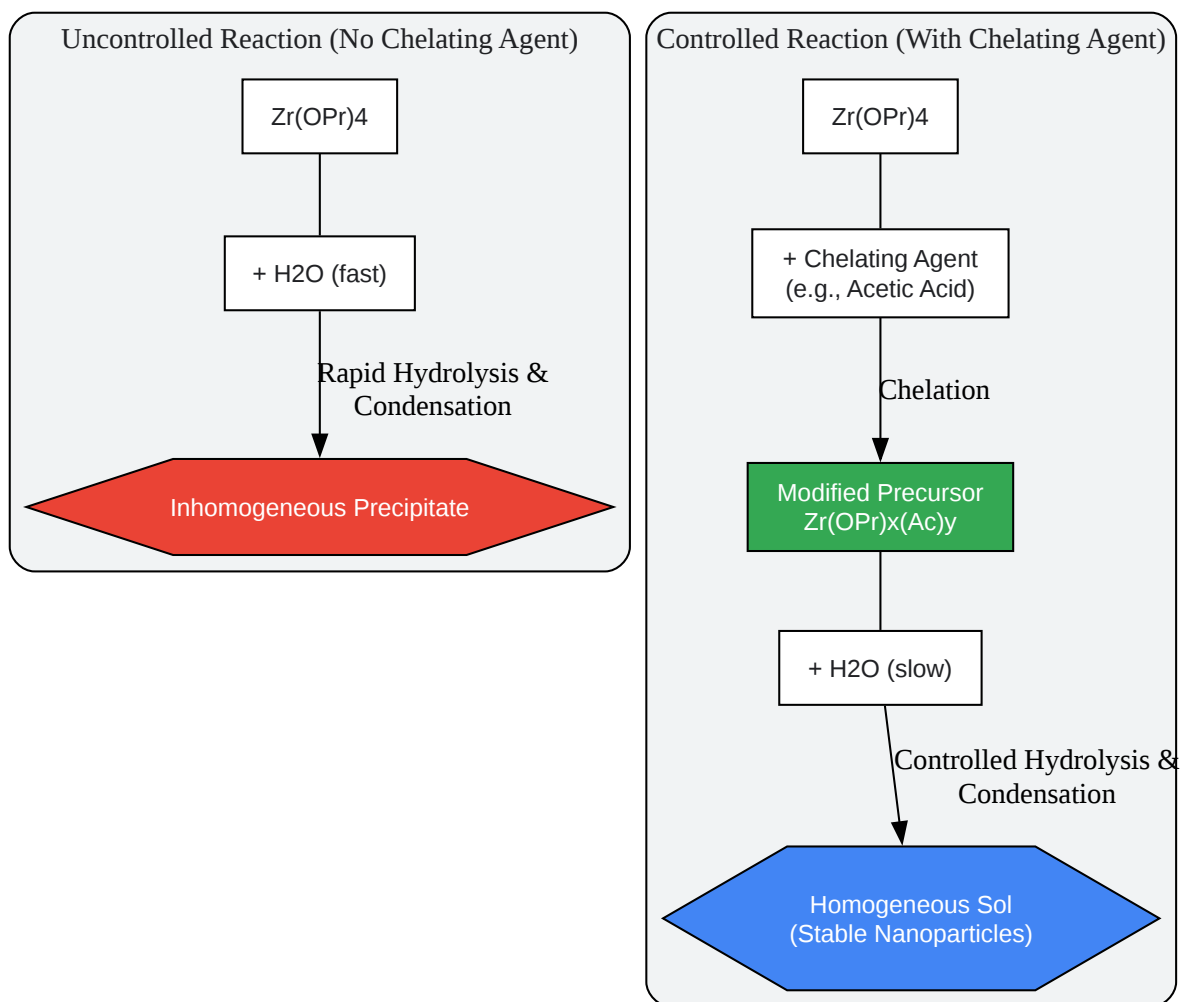 Uncontrolled Reaction (No Chelating Agent)
Zr(OPr)4
+ H2O (fast)
Rapid Hydrolysis &
Condensation
Inhomogeneous Precipitate
Controlled Reaction (With Chelating Agent)
Zr(OPr)4
+ Chelating Agent
(e.g., Acetic Acid)
Chelation
Modified Precursor
Zr(OPr)x(Ac)y
+ H2O (slow)
Controlled Hydrolysis &
Condensation
Homogeneous Sol
(Stable Nanoparticles)